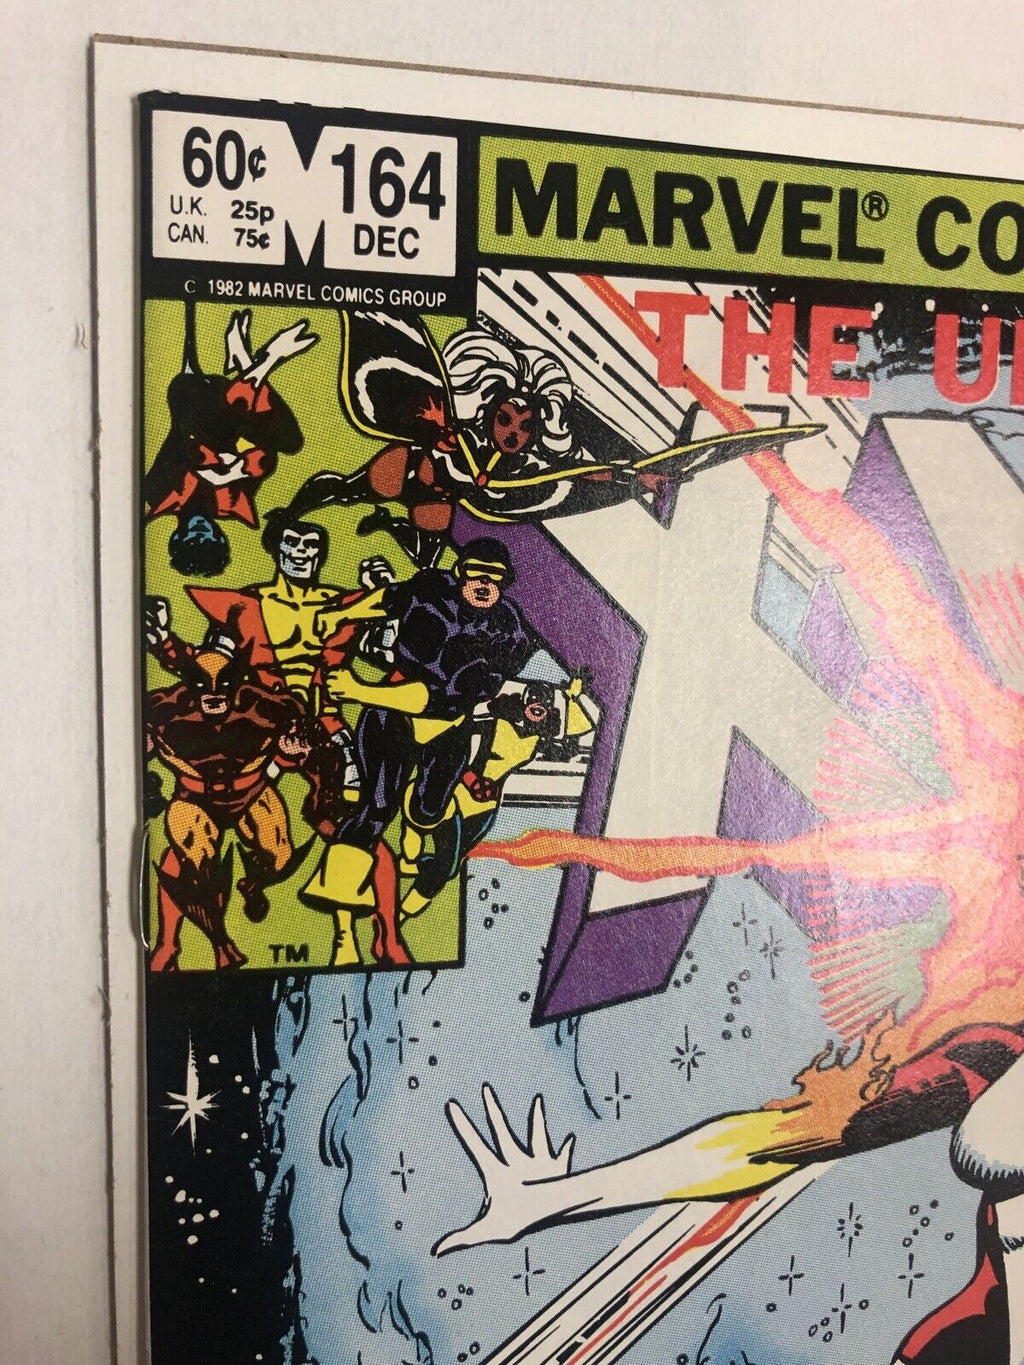 60¢
164
U.K. 25p
CAN. 75¢
DEC
MARVEL® CO
C 1982 MARVEL COMICS GROUP
THE U
X
TM